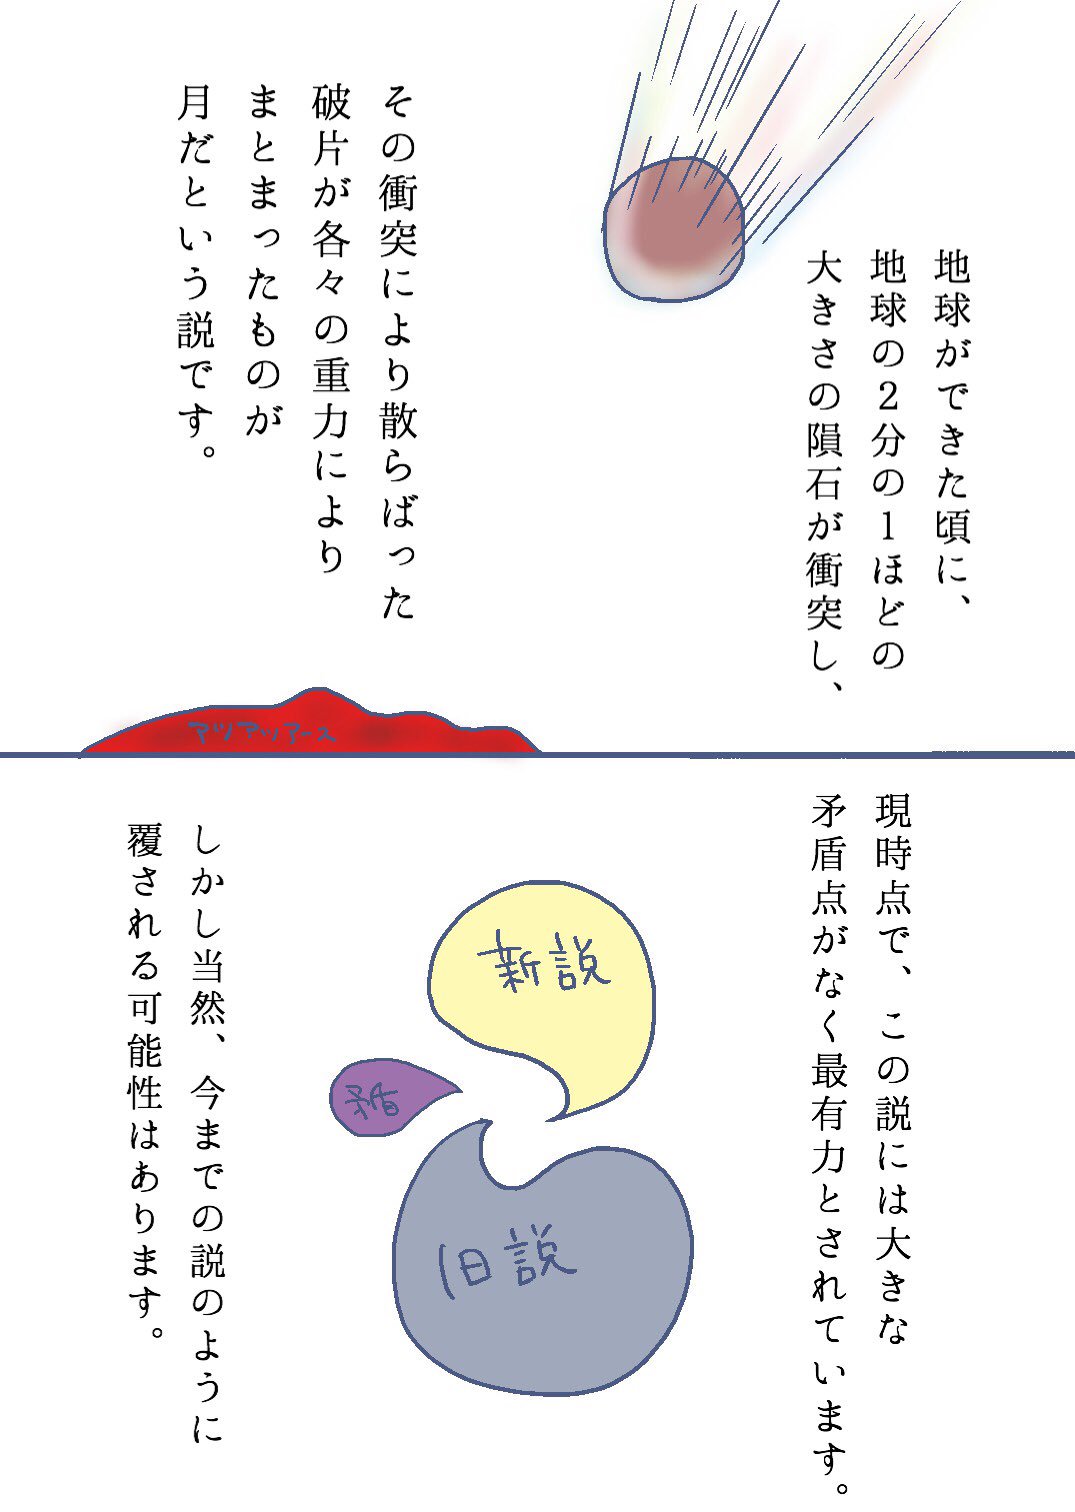 地球ができた頃に、
地球の2分の1ほどの
大きさの隕石が衝突し、
その衝突により散らばった
破片が各々の重力により
まとまったものが
月だという説です。
アツアツアース
現時点で、この説には大きな
矛盾点がなく最有力とされています。
新説
矛盾
旧説
しかし当然、今までの説のように
覆される可能性はあります。